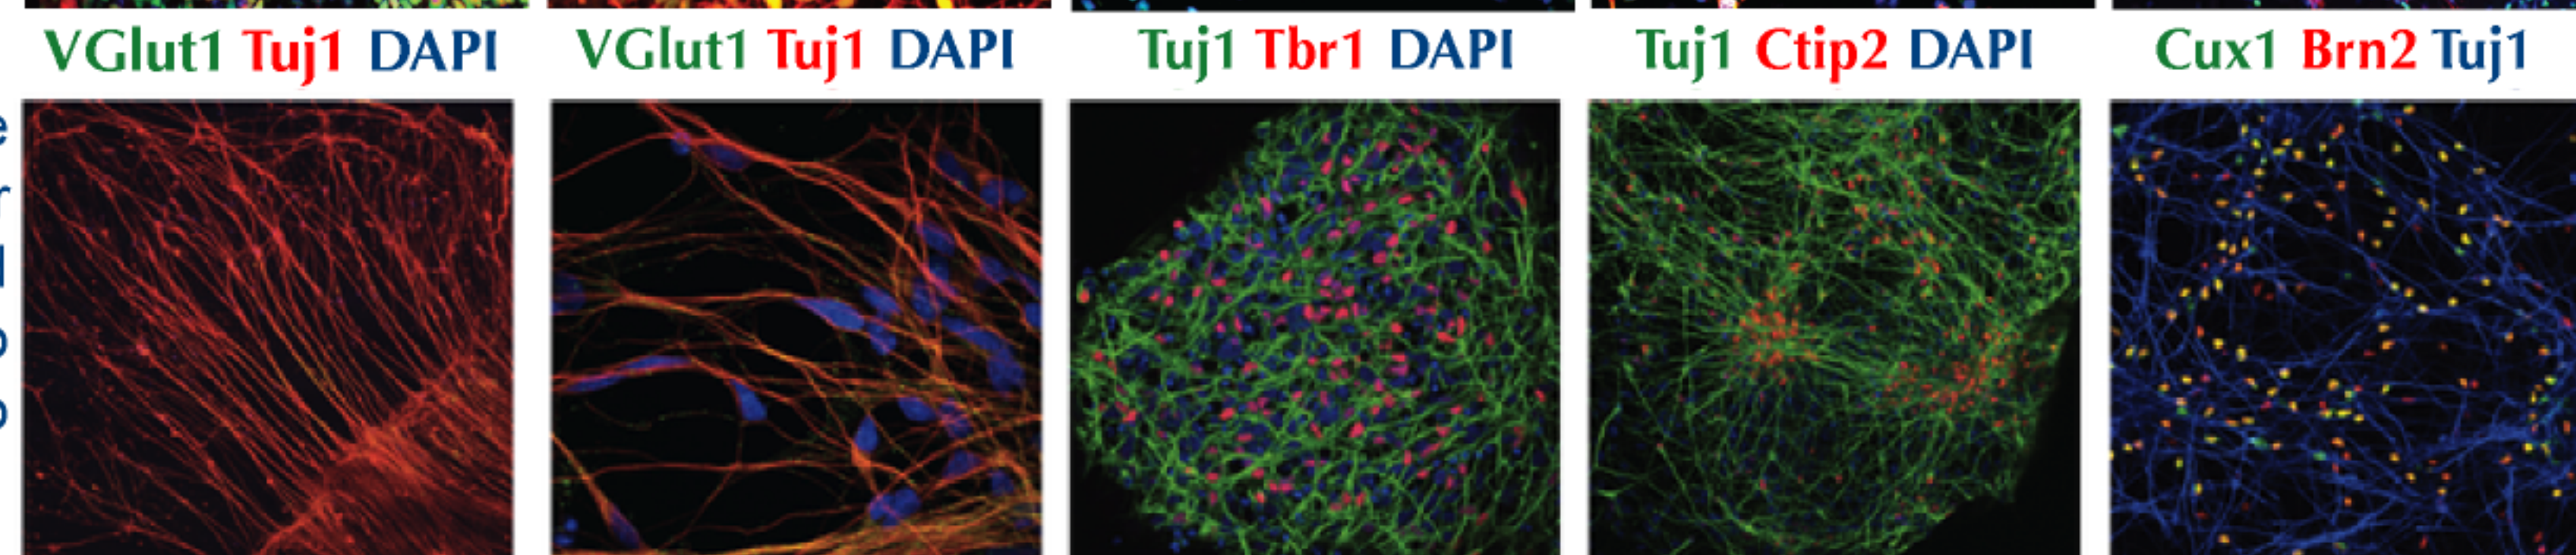 VGlut1 Tuj1 DAPI
VGlut1 Tuj1 DAPI
Tuj1 Tbr1 DAPI
Tuj1 Ctip2 DAPI
Cux1 Brn2 Tuj1